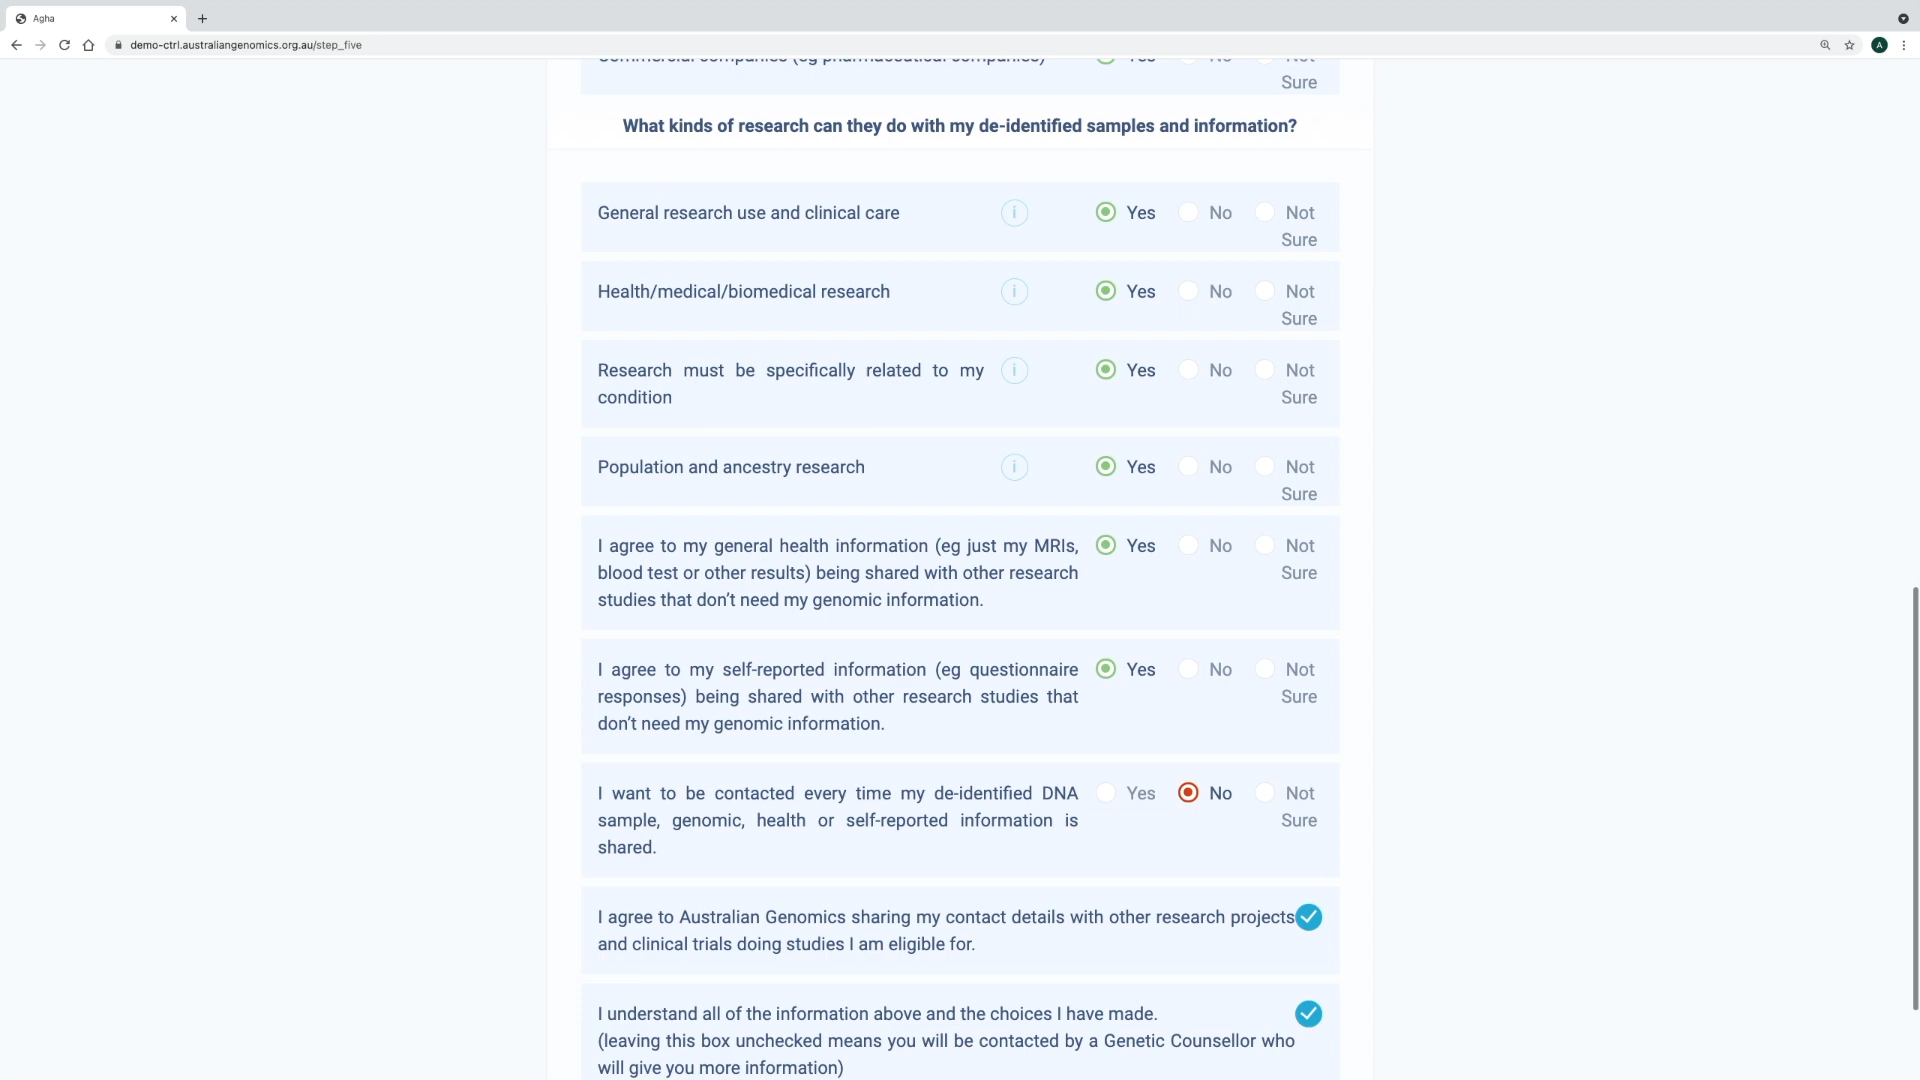 Agha
demo-ctrl.australiangenomics.org.au/step_five
A
Commercial companies (eg pharmaceutical companies) Yes No Not
Sure
What kinds of research can they do with my de-identified samples and information?
General research use and clinical care i Yes No Not
Sure
Health/medical/biomedical research i Yes No Not
Sure
Research must be specifically related to my i Yes No Not
condition Sure
Population and ancestry research i Yes No Not
Sure
I agree to my general health information (eg just my MRIs, Yes No Not
blood test or other results) being shared with other research Sure
studies that don't need my genomic information.
I agree to my self-reported information (eg questionnaire Yes No Not
responses) being shared with other research studies that Sure
don't need my genomic information.
I want to be contacted every time my de-identified DNA Yes No Not
sample, genomic, health or self-reported information is Sure
shared.
I agree to Australian Genomics sharing my contact details with other research projects
and clinical trials doing studies I am eligible for.
I understand all of the information above and the choices I have made.
(leaving this box unchecked means you will be contacted by a Genetic Counsellor who
will give you more information)